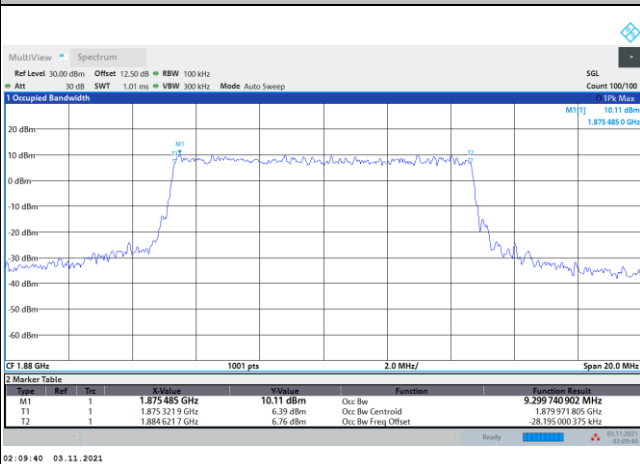 MultiView Spectrum
Ref Level 30.00 dBm Offset 12.50 dB RBW 100 kHz SGL
Att 30 dB SWT 1.01 ms VBW 300 kHz Mode Auto Sweep Count 100/100
1 Occupied Bandwidth 1Pk Max
M1[1] 10.11 dBm
1.875 485 0 GHz
20 dBm
M1
T1 T2
10 dBm
0 dBm
-10 dBm
-20 dBm
-30 dBm
-40 dBm
-50 dBm
-60 dBm
CF 1.88 GHz 1001 pts 2.0 MHz/ Span 20.0 MHz
2 Marker Table
Type Ref Trc X-Value Y-Value Function Function Result
M1 1 1.875 485 GHz 10.11 dBm Occ Bw 9.299 740 902 MHz
T1 1 1.875 321 9 GHz 6.39 dBm Occ Bw Centroid 1.879 971 805 GHz
T2 1 1.884 621 7 GHz 6.76 dBm Occ Bw Freq Offset -28.195 000 375 kHz
Ready 03.11.2021
02:09:40
02:09:40 03.11.2021